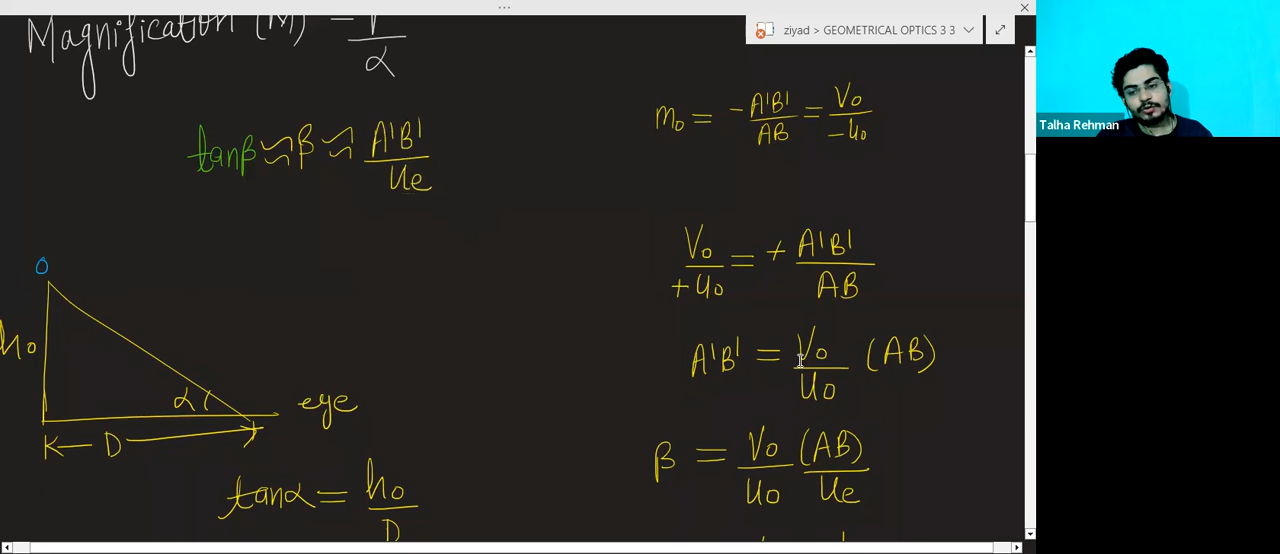 ziyad > GEOMETRICAL OPTICS 3 3
Talha Rehman
Magnification (M) = β/α
tanβ ≈ β ≈ A'B'/Ue
O
ho
α
eye
K— D
tanα = ho/D
mo = -A'B'/AB = Vo/-uo
Vo/+uo = + A'B'/AB
A'B' = Vo/uo (AB)
β = Vo/uo (AB)/Ue